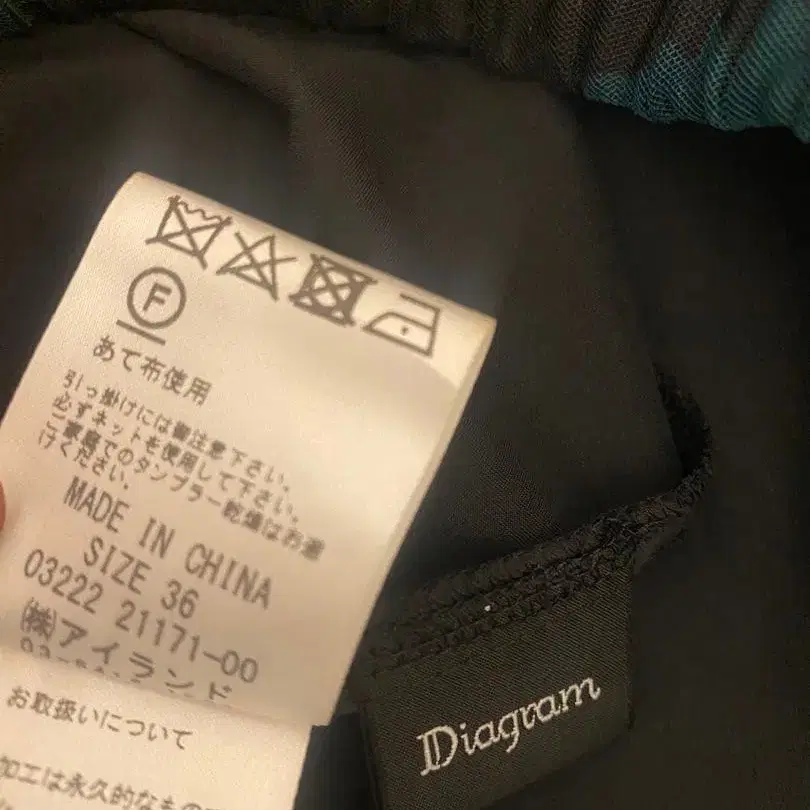 F
あて布使用
引っ掛けには御注意下さい。
必ずネットを使用して下さい。
ご家庭でのタンブラー乾燥はお避
けください。
MADE IN CHINA
SIZE 36
03222 21171-00
㈱アイランド
お取扱いについて
加工は永久的なもの
Diagram